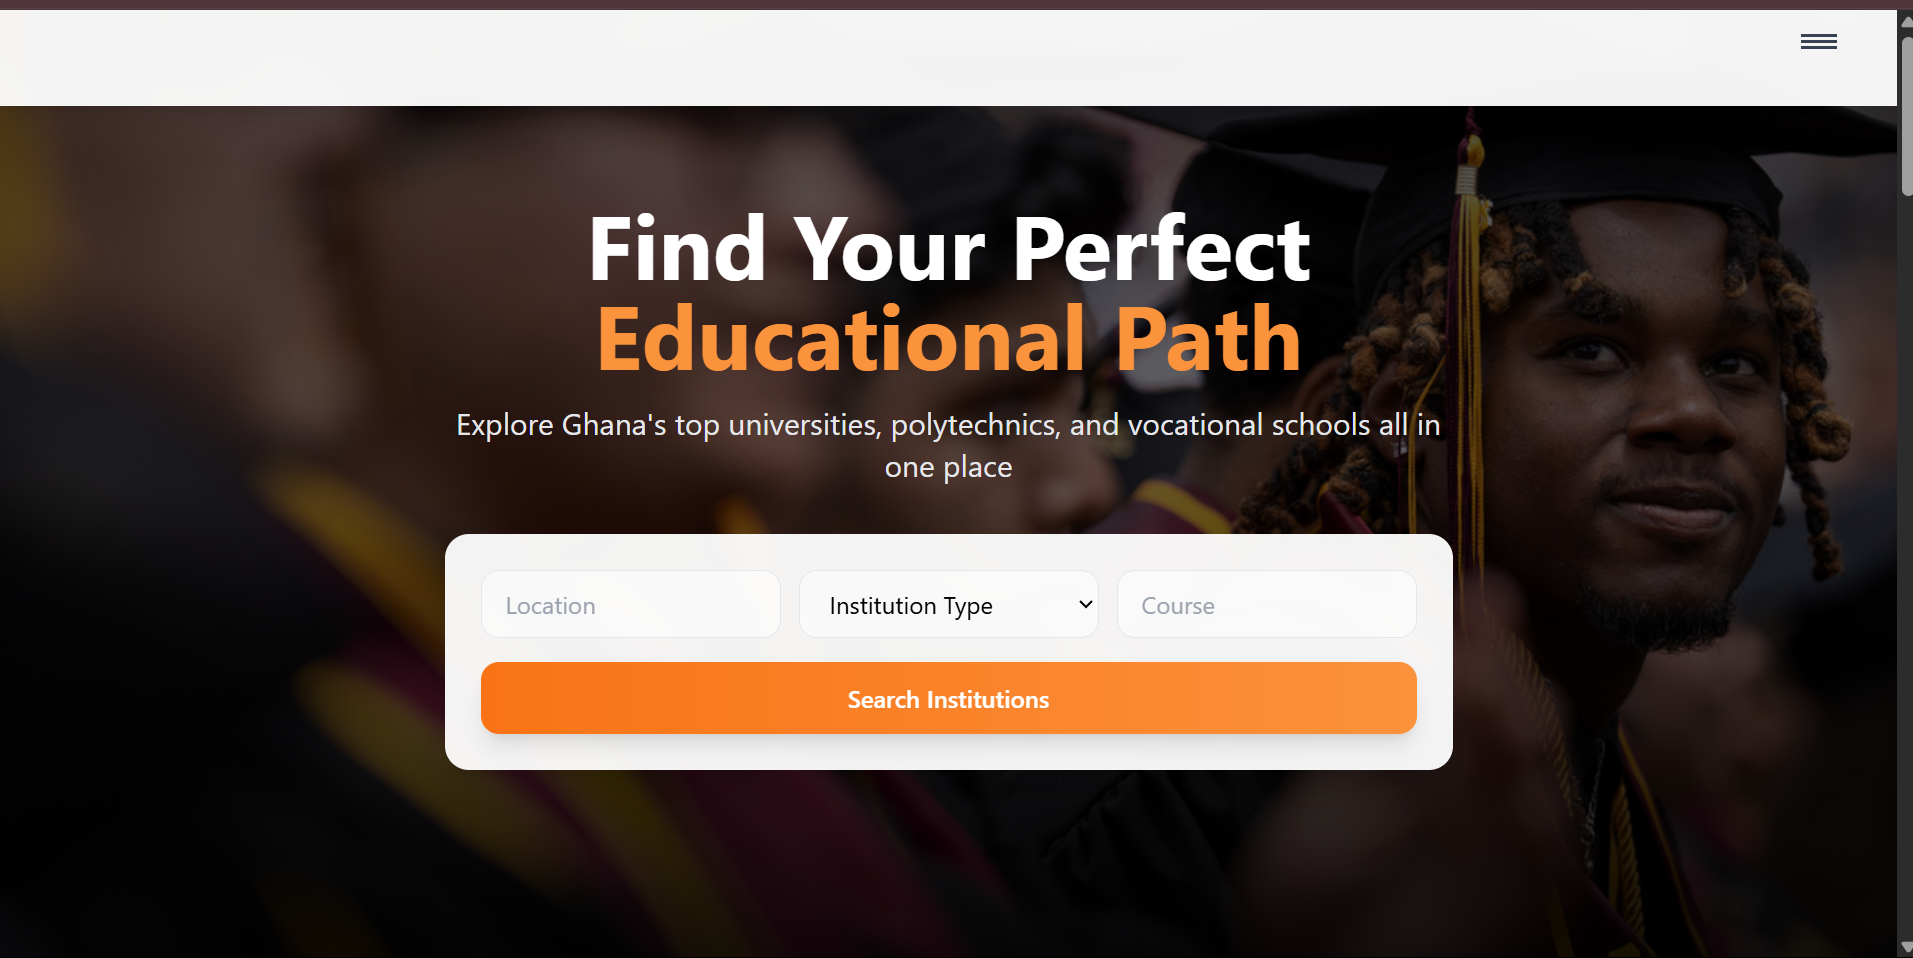 Find Your Perfect
Educational Path
Explore Ghana's top universities, polytechnics, and vocational schools all in
one place
Location
Institution Type
Course
Search Institutions